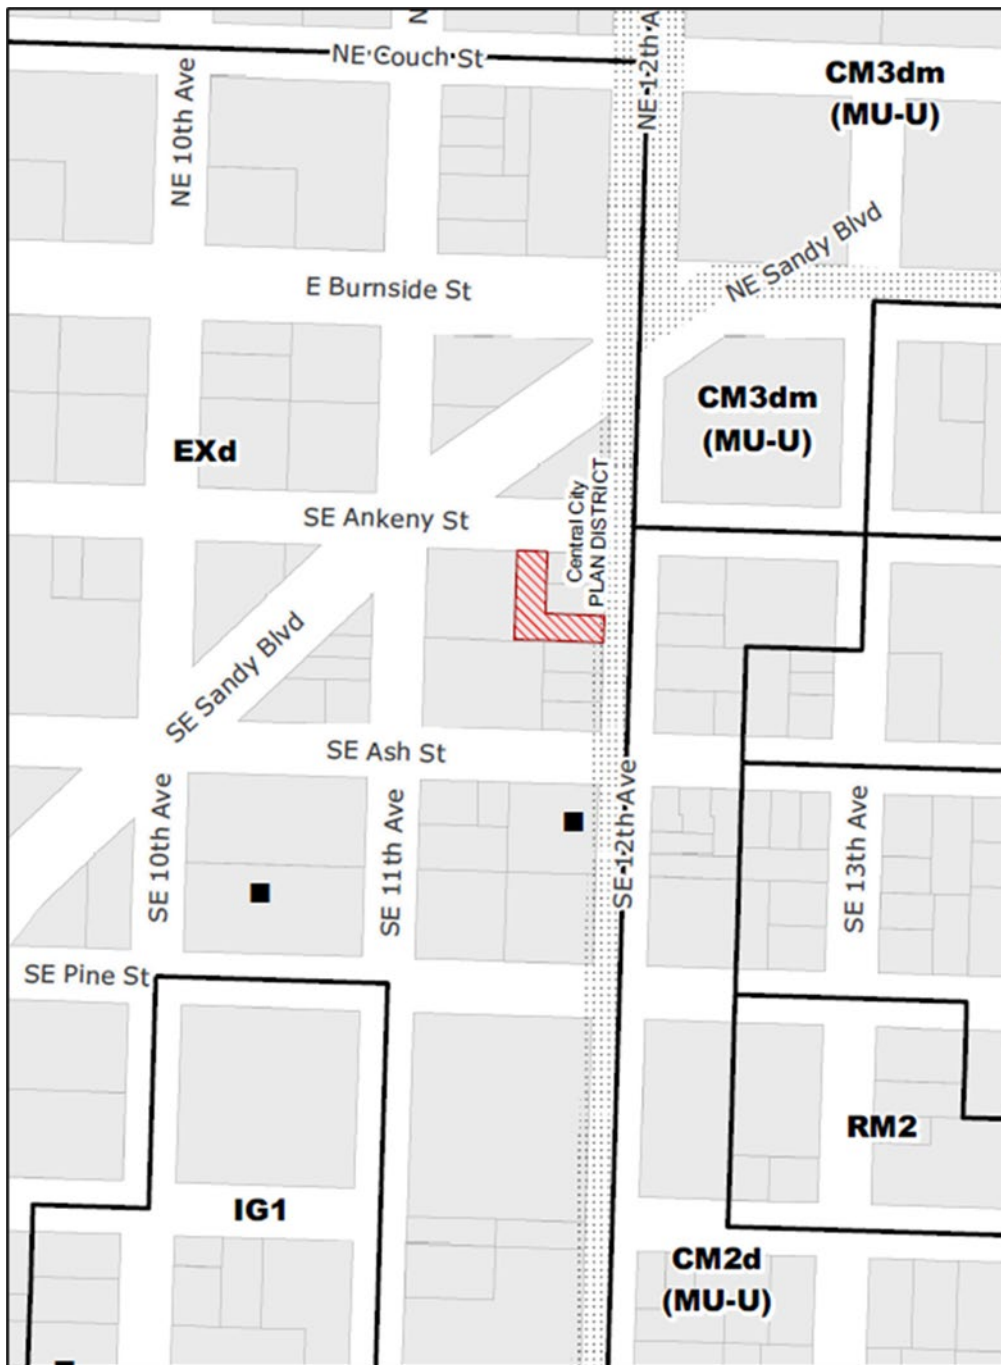 N
NE 12th A
NE Couch St
CM3dm
(MU-U)
NE 10th Ave
NE Sandy Blvd
E Burnside St
CM3dm
(MU-U)
EXd
SE Ankeny St
Central City
PLAN DISTRICT
SE Sandy Blvd
SE Ash St
SE 10th Ave
SE 11th Ave
SE 12th Ave
SE 13th Ave
SE Pine St
RM2
IG1
CM2d
(MU-U)